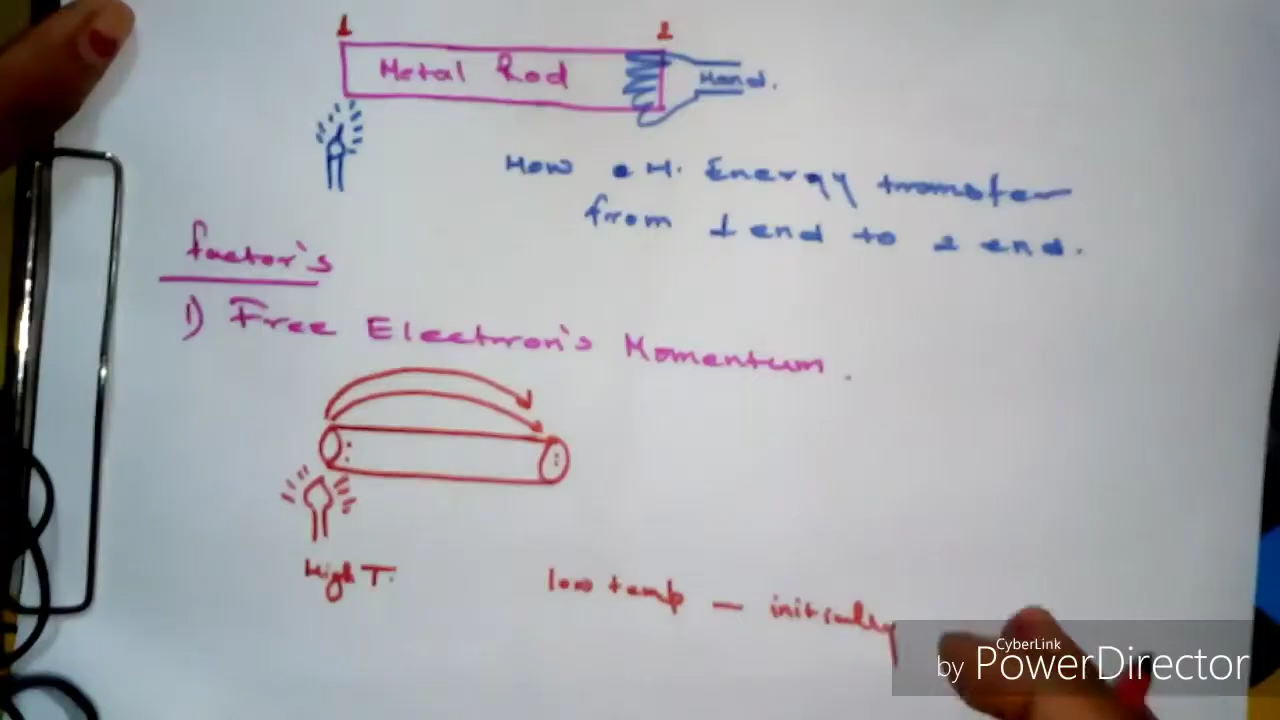 1 2
Metal Rod Hand.
How H. Energy transfer
from 1 end to 2 end.
factor's
1) Free Electron's Momentum.
High T.
low temp — initially
CyberLink
by PowerDirector